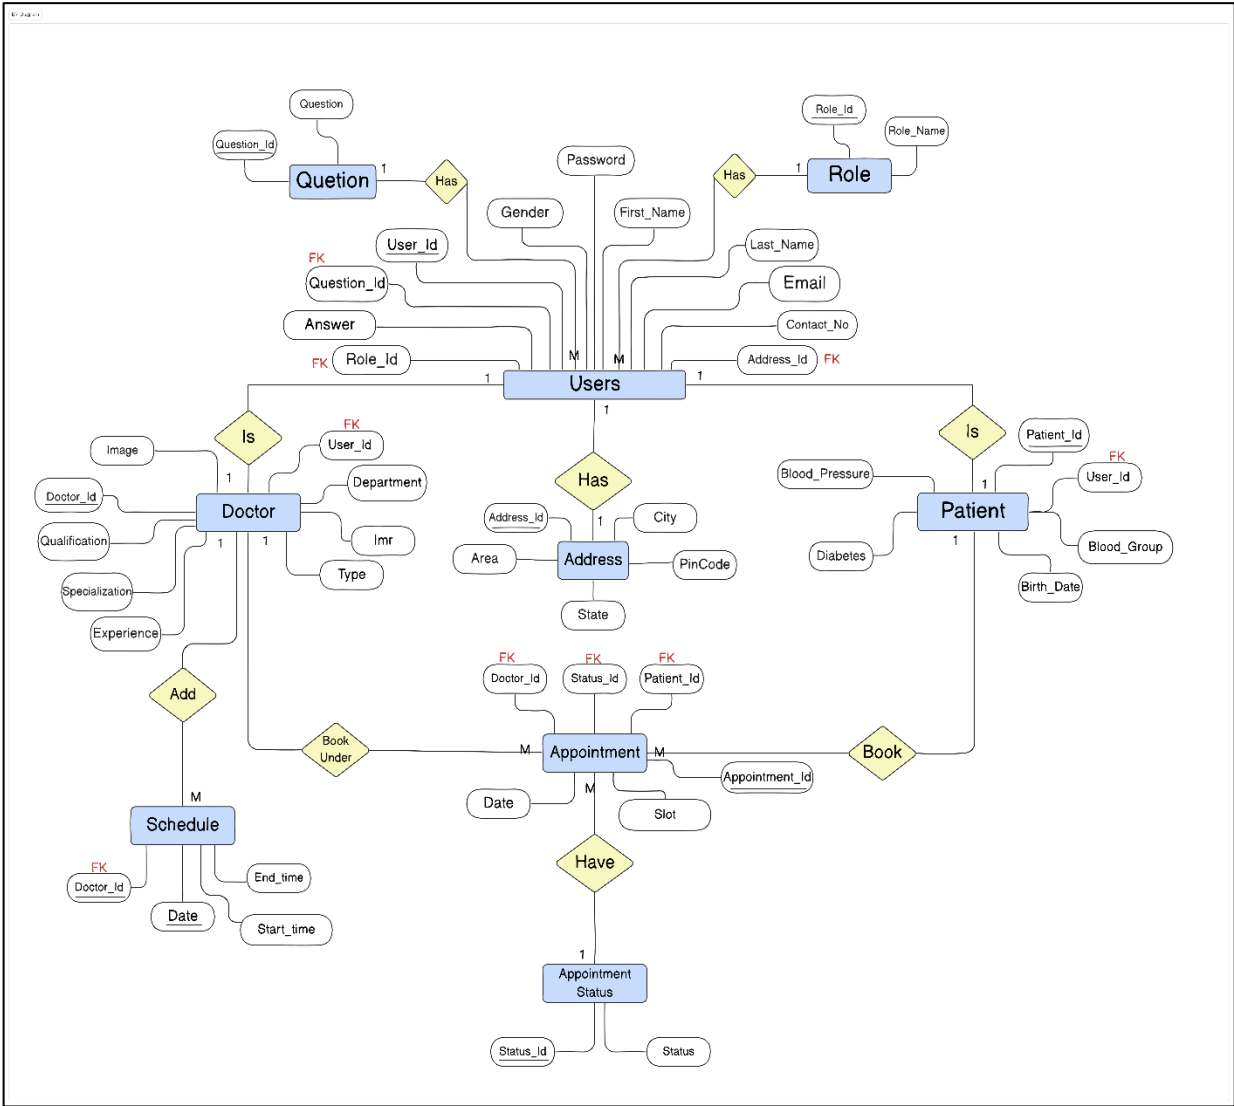 ER Diagram
Question
Role_Id
Question_Id
Role_Name
Password
Quetion
1
Has
Has
1
Role
Gender
First_Name
User_Id
Last_Name
FK
Question_Id
Email
Answer
Contact_No
FK
Role_Id
M
M
Address_Id
FK
1
Users
1
1
Is
FK
User_Id
Is
Patient_Id
Image
FK
Blood_Pressure
User_Id
Department
Has
1
1
Doctor_Id
Doctor
Address_Id
1
City
Patient
Qualification
1
1
Imr
1
Blood_Group
Area
Address
PinCode
Diabetes
Type
Specialization
Birth_Date
State
Experience
FK
FK
FK
Doctor_Id
Status_Id
Patient_Id
Add
Book
Under
M
Appointment
M
Book
Appointment_Id
M
Date
Slot
M
Schedule
Have
FK
Doctor_Id
End_time
Date
Start_time
1
Appointment
Status
Status_Id
Status